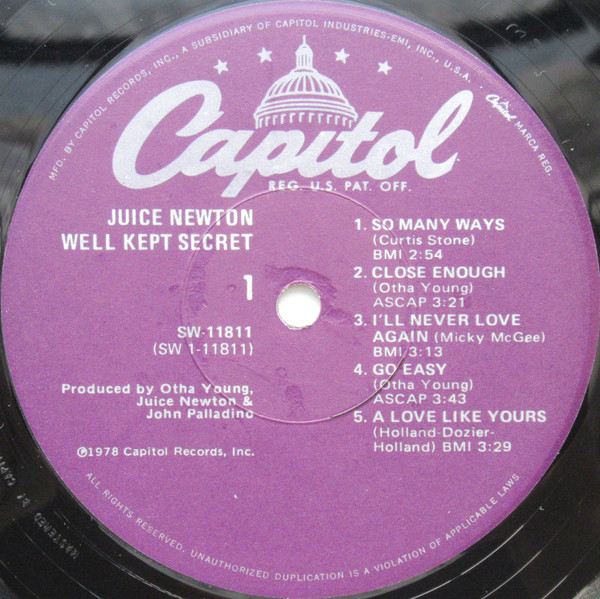 MFD. BY CAPITOL RECORDS, INC., A SUBSIDIARY OF CAPITOL INDUSTRIES-EMI, INC., U.S.A.
Capitol MARCA REG.
Capitol
REG. U.S. PAT. OFF.
JUICE NEWTON
WELL KEPT SECRET
1
SW-11811
(SW 1-11811)
Produced by Otha Young,
Juice Newton &
John Palladino
℗1978 Capitol Records, Inc.
1. SO MANY WAYS
(Curtis Stone)
BMI 2:54
2. CLOSE ENOUGH
(Otha Young)
ASCAP 3:21
3. I'LL NEVER LOVE
AGAIN (Micky McGee)
BMI 3:13
4. GO EASY
(Otha Young)
ASCAP 3:43
5. A LOVE LIKE YOURS
(Holland-Dozier-
Holland) BMI 3:29
ALL RIGHTS RESERVED. UNAUTHORIZED DUPLICATION IS A VIOLATION OF APPLICABLE LAWS
MASTERED BY